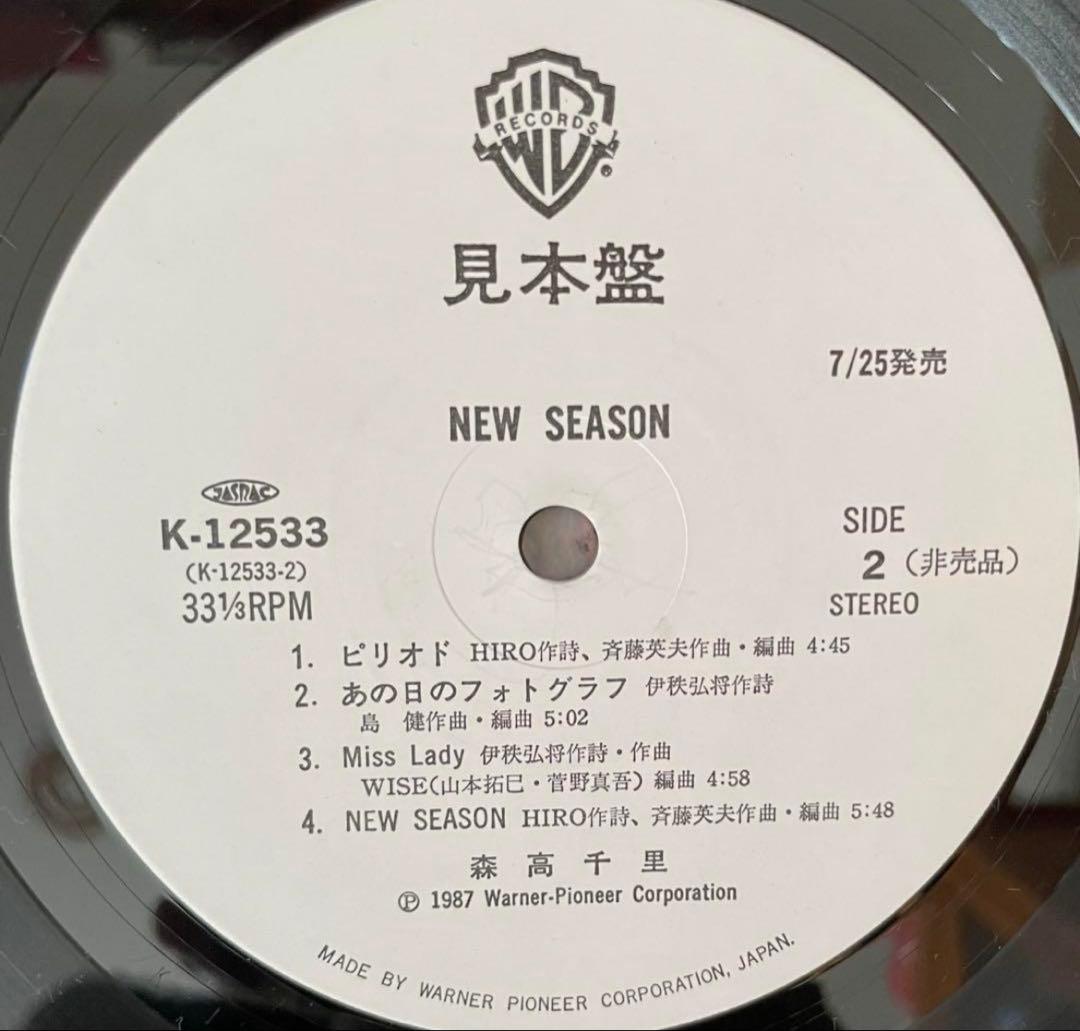 WB
RECORDS
®
見本盤
7/25発売
NEW SEASON
JASRAC
K-12533
(K-12533-2)
33⅓RPM
SIDE
2（非売品）
STEREO
1. ピリオド HIRO作詩、斉藤英夫作曲・編曲 4:45
2. あの日のフォトグラフ 伊秩弘将作詩
島　健作曲・編曲 5:02
3. Miss Lady 伊秩弘将作詩・作曲
WISE(山本拓巳・菅野真吾) 編曲 4:58
4. NEW SEASON HIRO作詩、斉藤英夫作曲・編曲 5:48
森高千里
Ⓟ 1987 Warner-Pioneer Corporation
MADE BY WARNER PIONEER CORPORATION, JAPAN.